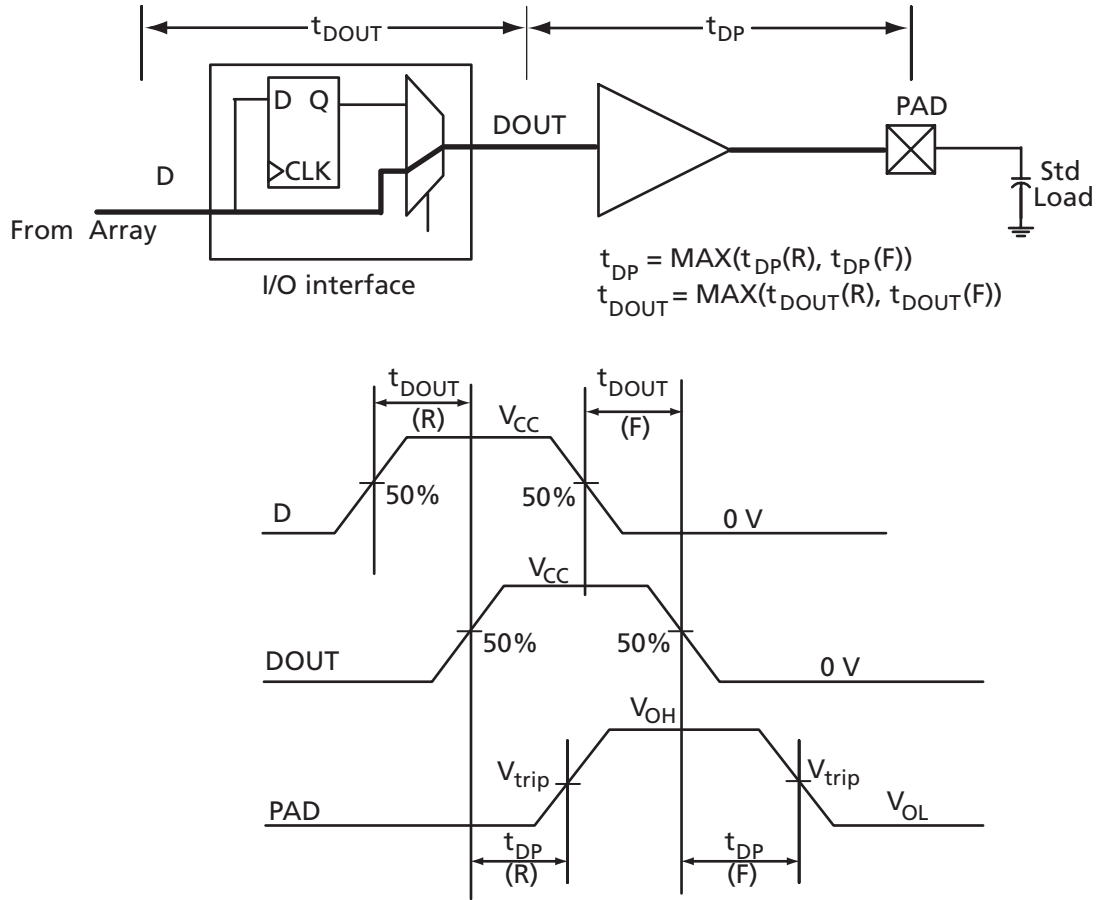 tDOUT
tDP
D Q
CLK
D
From Array
I/O interface
DOUT
PAD
Std
Load
tDP = MAX(tDP(R), tDP(F))
tDOUT = MAX(tDOUT(R), tDOUT(F))
tDOUT
(R)
VCC
tDOUT
(F)
50%
50%
D
0 V
VCC
50%
50%
DOUT
0 V
VOH
Vtrip
Vtrip
PAD
VOL
tDP
(R)
tDP
(F)